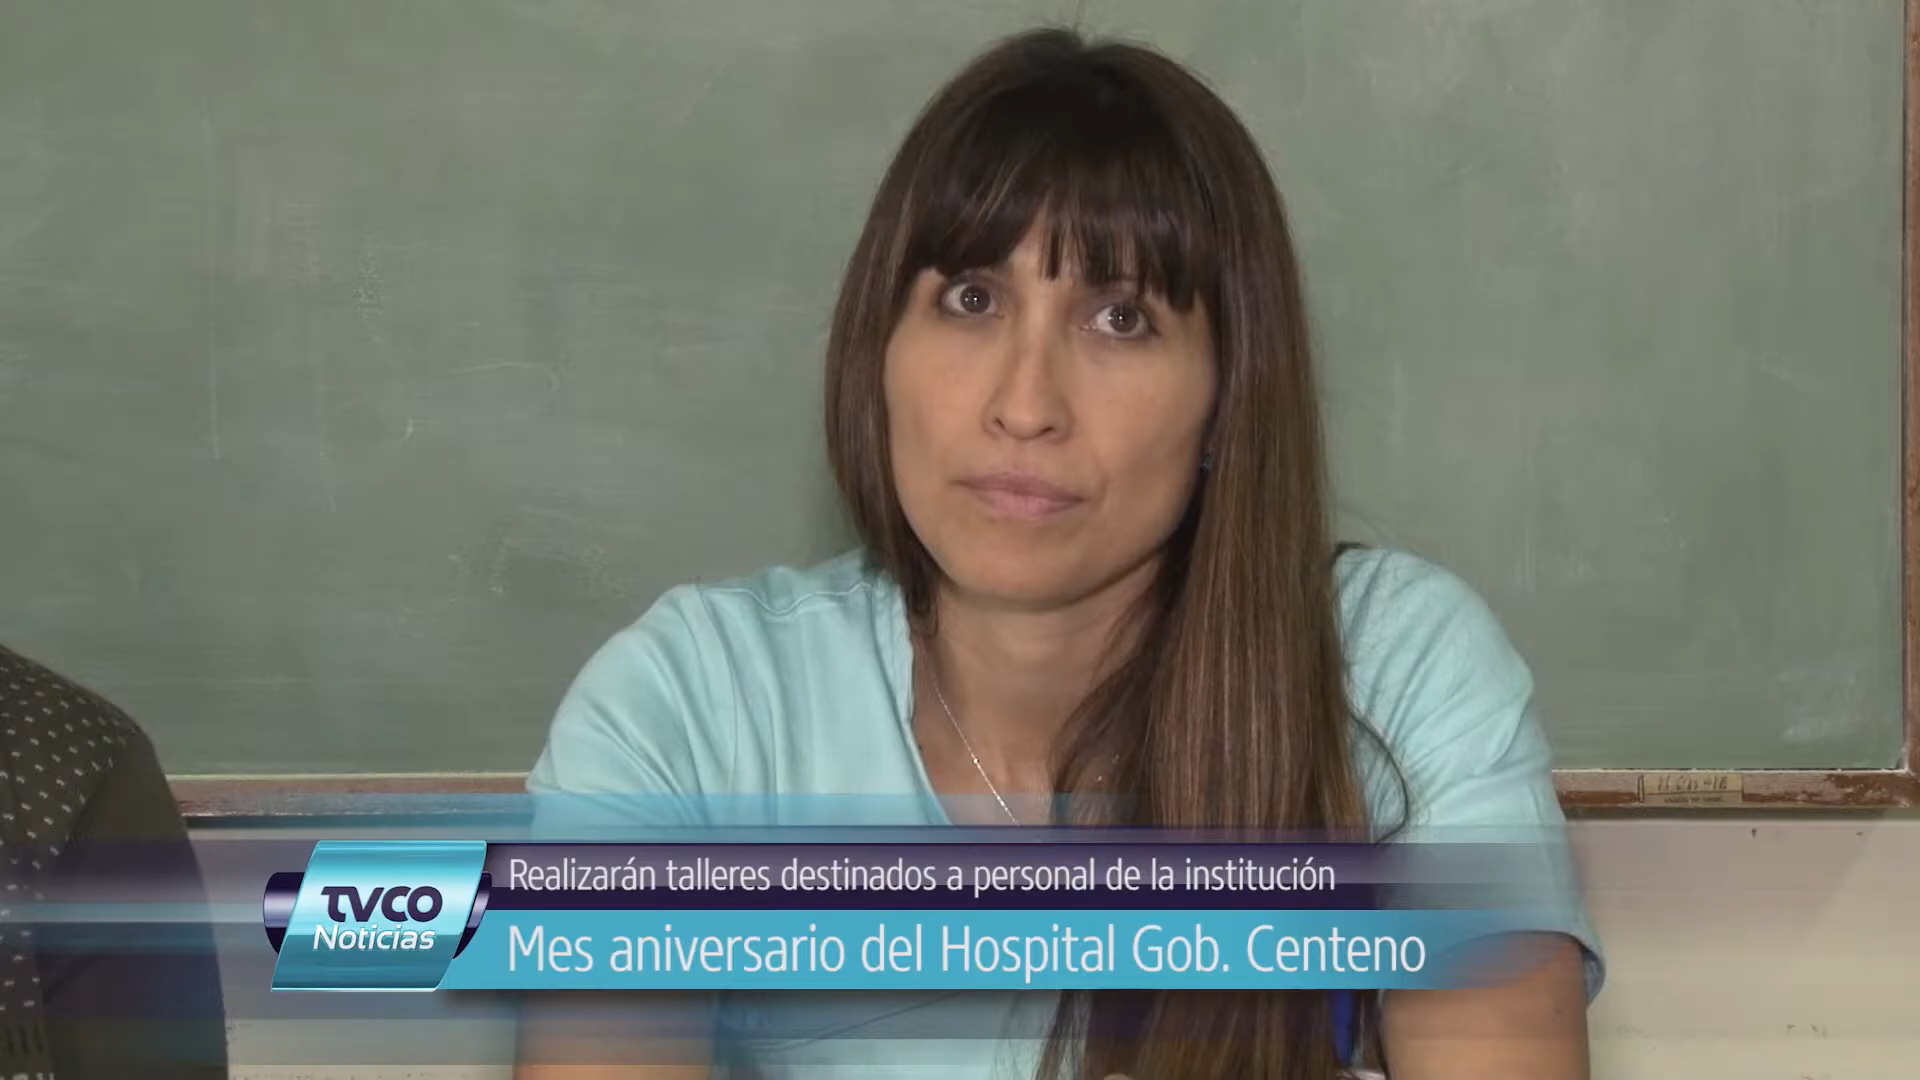 Realizarán talleres destinados a personal de la institución
TVCO
Noticias
Mes aniversario del Hospital Gob. Centeno